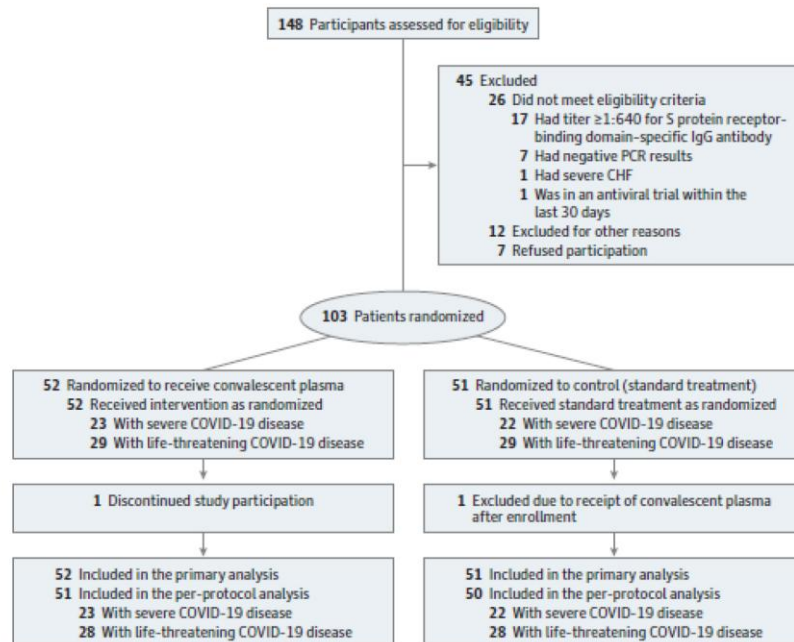 148 Participants assessed for eligibility
45 Excluded
26 Did not meet eligibility criteria
17 Had titer ≥1:640 for S protein receptor-
binding domain–specific IgG antibody
7 Had negative PCR results
1 Had severe CHF
1 Was in an antiviral trial within the
last 30 days
12 Excluded for other reasons
7 Refused participation
103 Patients randomized
52 Randomized to receive convalescent plasma
52 Received intervention as randomized
23 With severe COVID-19 disease
29 With life-threatening COVID-19 disease
51 Randomized to control (standard treatment)
51 Received standard treatment as randomized
22 With severe COVID-19 disease
29 With life-threatening COVID-19 disease
1 Discontinued study participation
1 Excluded due to receipt of convalescent plasma
after enrollment
52 Included in the primary analysis
51 Included in the per-protocol analysis
23 With severe COVID-19 disease
28 With life-threatening COVID-19 disease
51 Included in the primary analysis
50 Included in the per-protocol analysis
22 With severe COVID-19 disease
28 With life-threatening COVID-19 disease